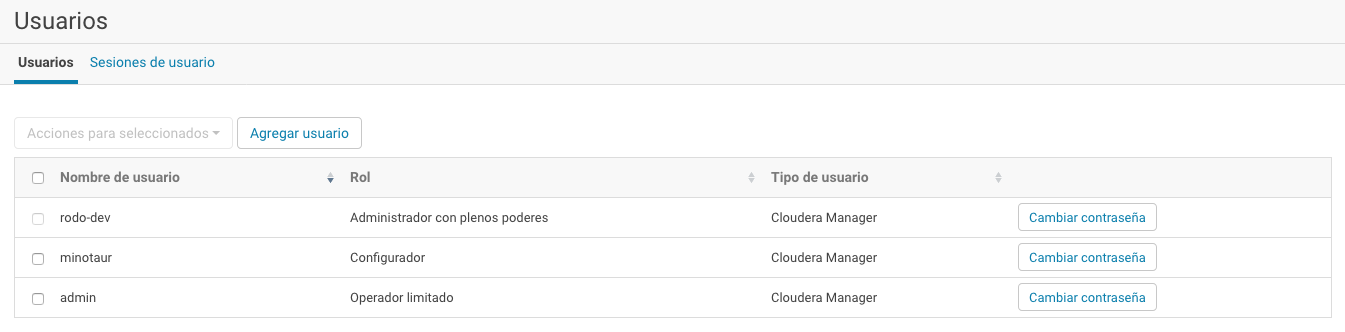 Usuarios
Usuarios Sesiones de usuario
Acciones para seleccionados Agregar usuario
Nombre de usuario Rol Tipo de usuario
rodo-dev Administrador con plenos poderes Cloudera Manager Cambiar contraseña
minotaur Configurador Cloudera Manager Cambiar contraseña
admin Operador limitado Cloudera Manager Cambiar contraseña